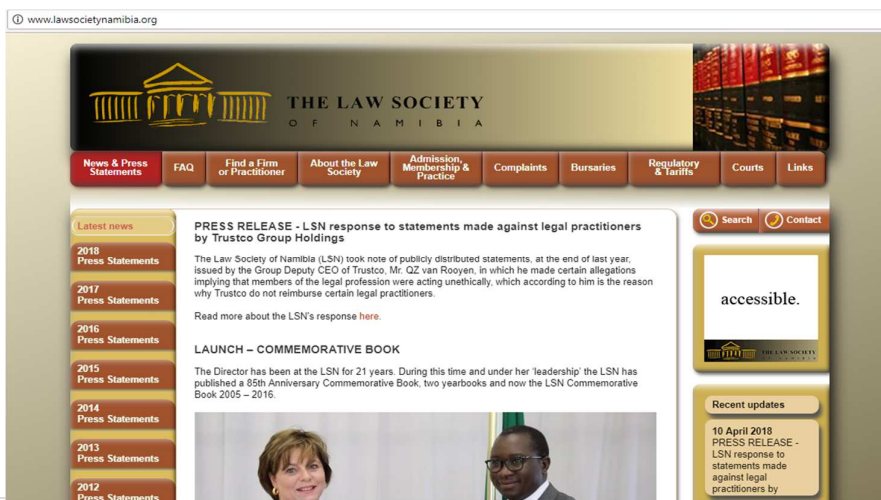 www.lawsocietynamibia.org
THE LAW SOCIETY
OF NAMIBIA
News & Press
Statements
FAQ
Find a Firm
or Practitioner
About the Law
Society
Admission,
Membership &
Practice
Complaints
Bursaries
Regulatory
& Tariffs
Courts
Links
Latest news
2018
Press Statements
2017
Press Statements
2016
Press Statements
2015
Press Statements
2014
Press Statements
2013
Press Statements
2012
Press Statements
PRESS RELEASE - LSN response to statements made against legal practitioners
by Trustco Group Holdings
The Law Society of Namibia (LSN) took note of publicly distributed statements, at the end of last year,
issued by the Group Deputy CEO of Trustco, Mr. QZ van Rooyen, in which he made certain allegations
implying that members of the legal profession were acting unethically, which according to him is the reason
why Trustco do not reimburse certain legal practitioners.
Read more about the LSN's response here.
LAUNCH – COMMEMORATIVE BOOK
The Director has been at the LSN for 21 years. During this time and under her 'leadership' the LSN has
published a 85th Anniversary Commemorative Book, two yearbooks and now the LSN Commemorative
Book 2005 – 2016.
Search
Contact
accessible.
THE LAW SOCIETY
Recent updates
10 April 2018
PRESS RELEASE -
LSN response to
statements made
against legal
practitioners by